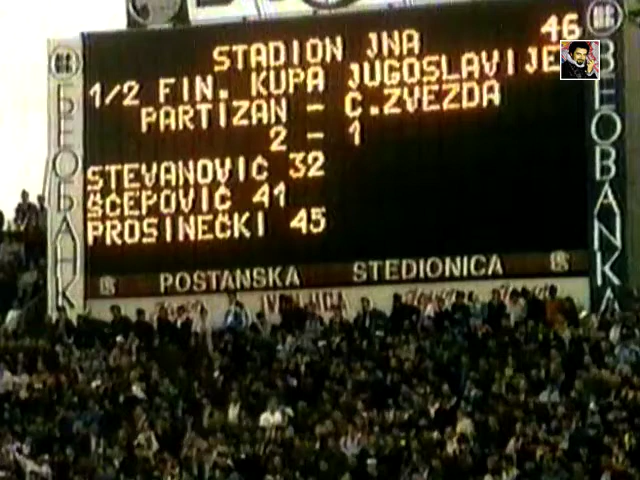 46
STADION JNA
1/2 FIN. KUPA JUGOSLAVIJE
PARTIZAN - Č.ZVEZDA
2 - 1
STEVANOVIĆ 32
ŠĆEPOVIĆ 41
PROSINEČKI 45
POSTANSKA STEDIONICA
BEOBANKA